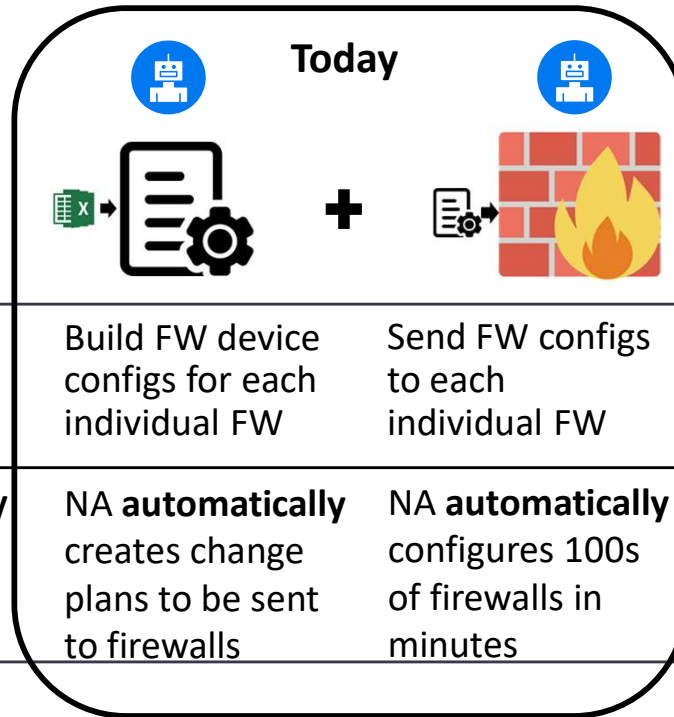 Today
X
Build FW device
configs for each
individual FW
Send FW configs
to each
individual FW
y
NA automatically
creates change
plans to be sent
to firewalls
NA automatically
configures 100s
of firewalls in
minutes